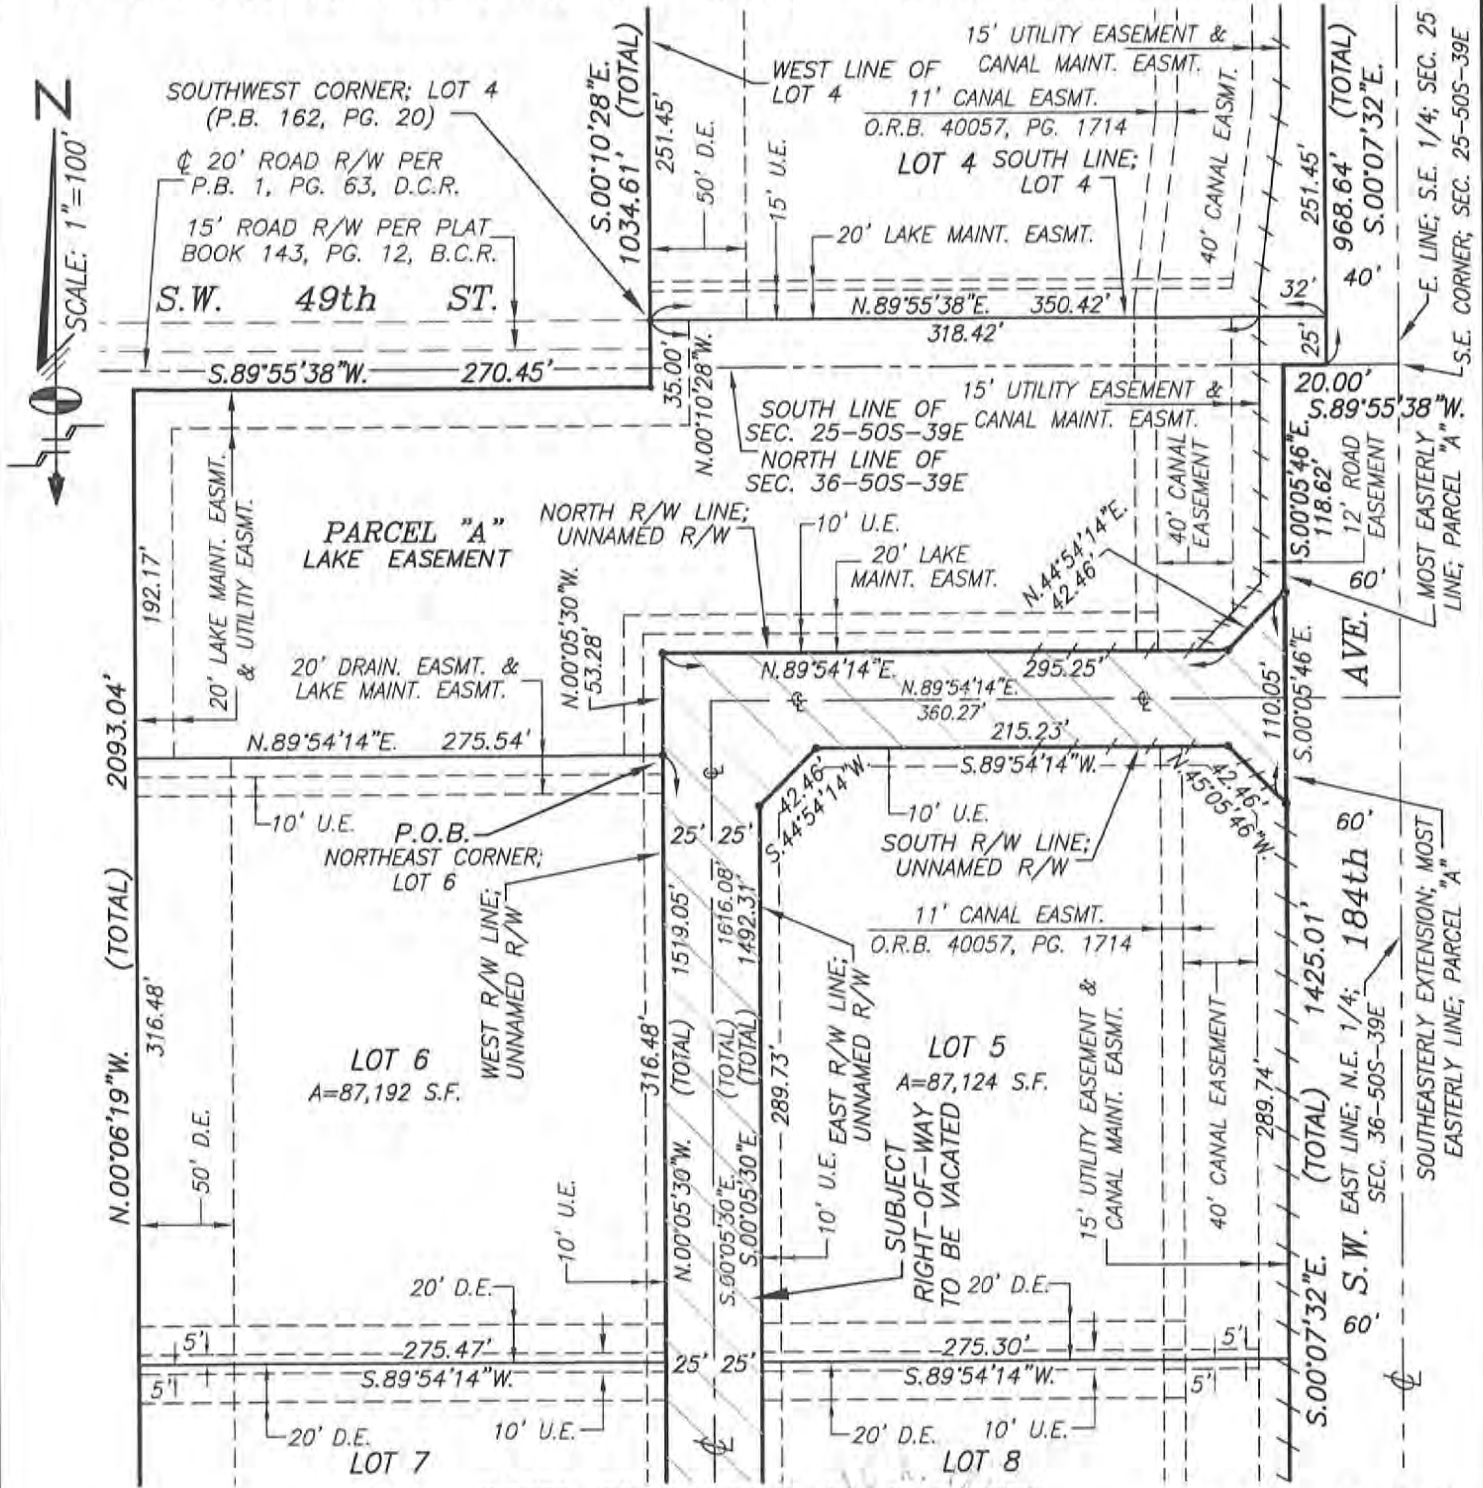 N
SCALE: 1"=100'
SOUTHWEST CORNER; LOT 4
(P.B. 162, PG. 20)
℄ 20' ROAD R/W PER
P.B. 1, PG. 63, D.C.R.
15' ROAD R/W PER PLAT
BOOK 143, PG. 12, B.C.R.
S.W. 49th ST.
S.89°55'38"W. 270.45'
S.00°10'28"E.
1034.61' (TOTAL)
251.45'
50' D.E.
15' U.E.
WEST LINE OF
LOT 4
15' UTILITY EASEMENT &
CANAL MAINT. EASMT.
11' CANAL EASMT.
O.R.B. 40057, PG. 1714
LOT 4
SOUTH LINE;
LOT 4
20' LAKE MAINT. EASMT.
40' CANAL EASMT.
N.89°55'38"E. 350.42'
318.42'
251.45'
968.64' (TOTAL)
S.00°07'32"E.
32'
40'
25'
E. LINE; S.E. 1/4; SEC. 25
S.E. CORNER; SEC. 25-50S-39E
35.00'
N.00°10'28"W.
SOUTH LINE OF
SEC. 25-50S-39E
NORTH LINE OF
SEC. 36-50S-39E
15' UTILITY EASEMENT &
CANAL MAINT. EASMT.
20.00'
S.89°55'38"W.
S.00°05'46"E.
118.62'
12' ROAD
EASEMENT
MOST EASTERLY
LINE; PARCEL "A"
40' CANAL
EASEMENT
192.17'
20' LAKE MAINT. EASMT.
& UTILTIY EASMT.
PARCEL "A"
LAKE EASEMENT
NORTH R/W LINE;
UNNAMED R/W
10' U.E.
20' LAKE
MAINT. EASMT.
N.44°54'14"E.
42.46'
60'
N.00°05'30"W.
53.28'
20' DRAIN. EASMT. &
LAKE MAINT. EASMT.
N.89°54'14"E. 275.54'
N.89°54'14"E. 295.25'
N.89°54'14"E.
℄
360.27'
℄
215.23'
S.89°54'14"W.
110.05'
S.00°05'46"E.
AVE.
2093.04'
(TOTAL)
N.00°06'19"W.
10' U.E.
P.O.B.
NORTHEAST CORNER;
LOT 6
℄
25' 25'
42.46'
S.44°54'14"W.
10' U.E.
SOUTH R/W LINE;
UNNAMED R/W
42.46'
N.45°05'46"W.
60'
WEST R/W LINE;
UNNAMED R/W
1519.05'
(TOTAL)
N.00°05'30"W.
1616.08'
(TOTAL)
S.00°05'30"E.
1492.31'
(TOTAL)
S.00°05'30"E.
11' CANAL EASMT.
O.R.B. 40057, PG. 1714
184th
1425.01'
(TOTAL)
S.00°07'32"E.
SOUTHEASTERLY EXTENSION; MOST
EASTERLY LINE; PARCEL "A"
EAST LINE; N.E. 1/4;
SEC. 36-50S-39E
S.W.
316.48'
316.48'
LOT 6
A=87,192 S.F.
50' D.E.
10' U.E.
289.73'
EAST R/W LINE;
UNNAMED R/W
10' U.E.
LOT 5
A=87,124 S.F.
SUBJECT
RIGHT-OF-WAY
TO BE VACATED
15' UTILITY EASEMENT &
CANAL MAINT. EASMT.
40' CANAL EASEMENT
289.74'
20' D.E.
20' D.E.
60'
5'
275.47'
25' 25'
275.30'
5'
5'
S.89°54'14"W.
S.89°54'14"W.
5'
℄
20' D.E.
10' U.E.
℄
20' D.E.
10' U.E.
LOT 7
LOT 8